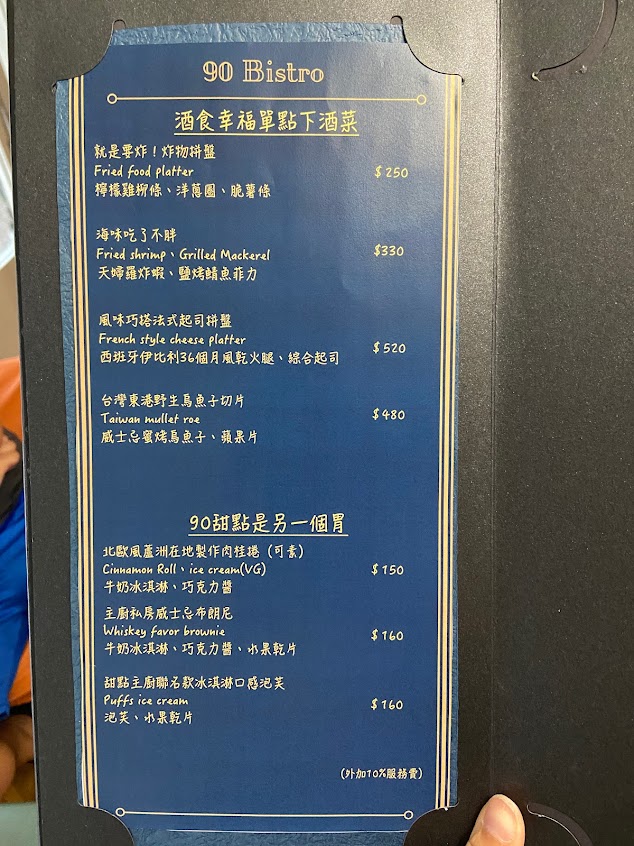 90 Bistro
酒食幸福單點下酒菜
就是要炸！炸物拼盤
Fried food platter
$250
檸檬雞柳條、洋蔥圈、脆薯條
海味吃了不胖
Fried shrimp、Grilled Mackerel
$330
天婦羅炸蝦、鹽烤鯖魚菲力
風味巧搭法式起司拼盤
French style cheese platter
$520
西班牙伊比利36個月風乾火腿、綜合起司
台灣東港野生烏魚子切片
Taiwan mullet roe
$480
威士忌蜜烤烏魚子、蘋果片
90甜點是另一個胃
北歐風蘆洲在地製作肉桂捲（可素）
Cinnamon Roll、ice cream(VG)
$150
牛奶冰淇淋、巧克力醬
主廚私房威士忌布朗尼
Whiskey favor brownie
$160
牛奶冰淇淋、巧克力醬、水果乾片
甜點主廚聯名款冰淇淋口感泡芙
Puffs ice cream
$160
泡芙、水果乾片
(外加10%服務費)